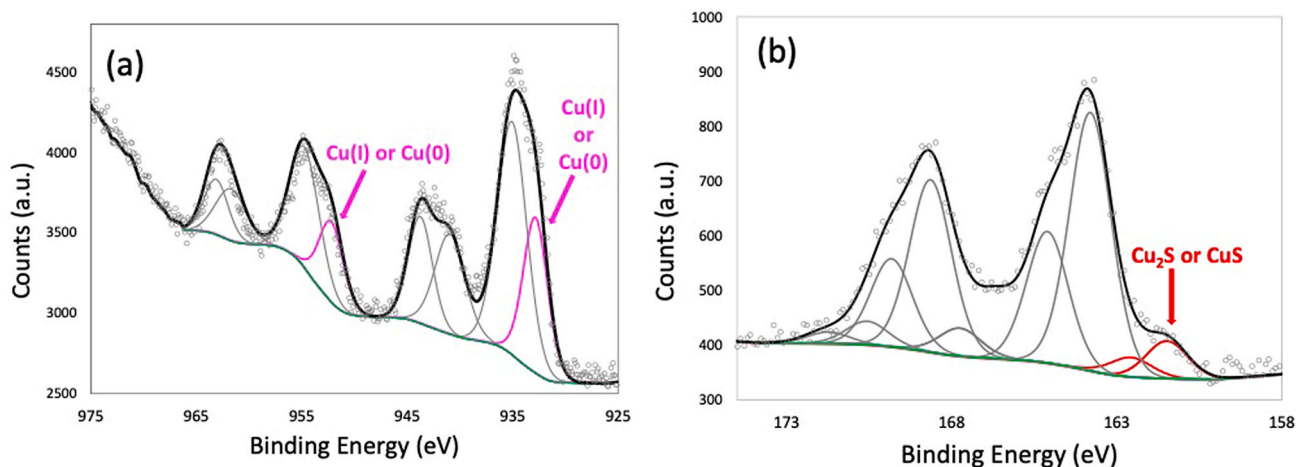 (a)
Counts (a.u.)
4500
4000
3500
3000
2500
975
965
955
945
935
925
Binding Energy (eV)
Cu(I) or Cu(0)
Cu(I)
or
Cu(0)
(b)
Counts (a.u.)
1000
900
800
700
600
500
400
300
173
168
163
158
Binding Energy (eV)
Cu₂S or CuS